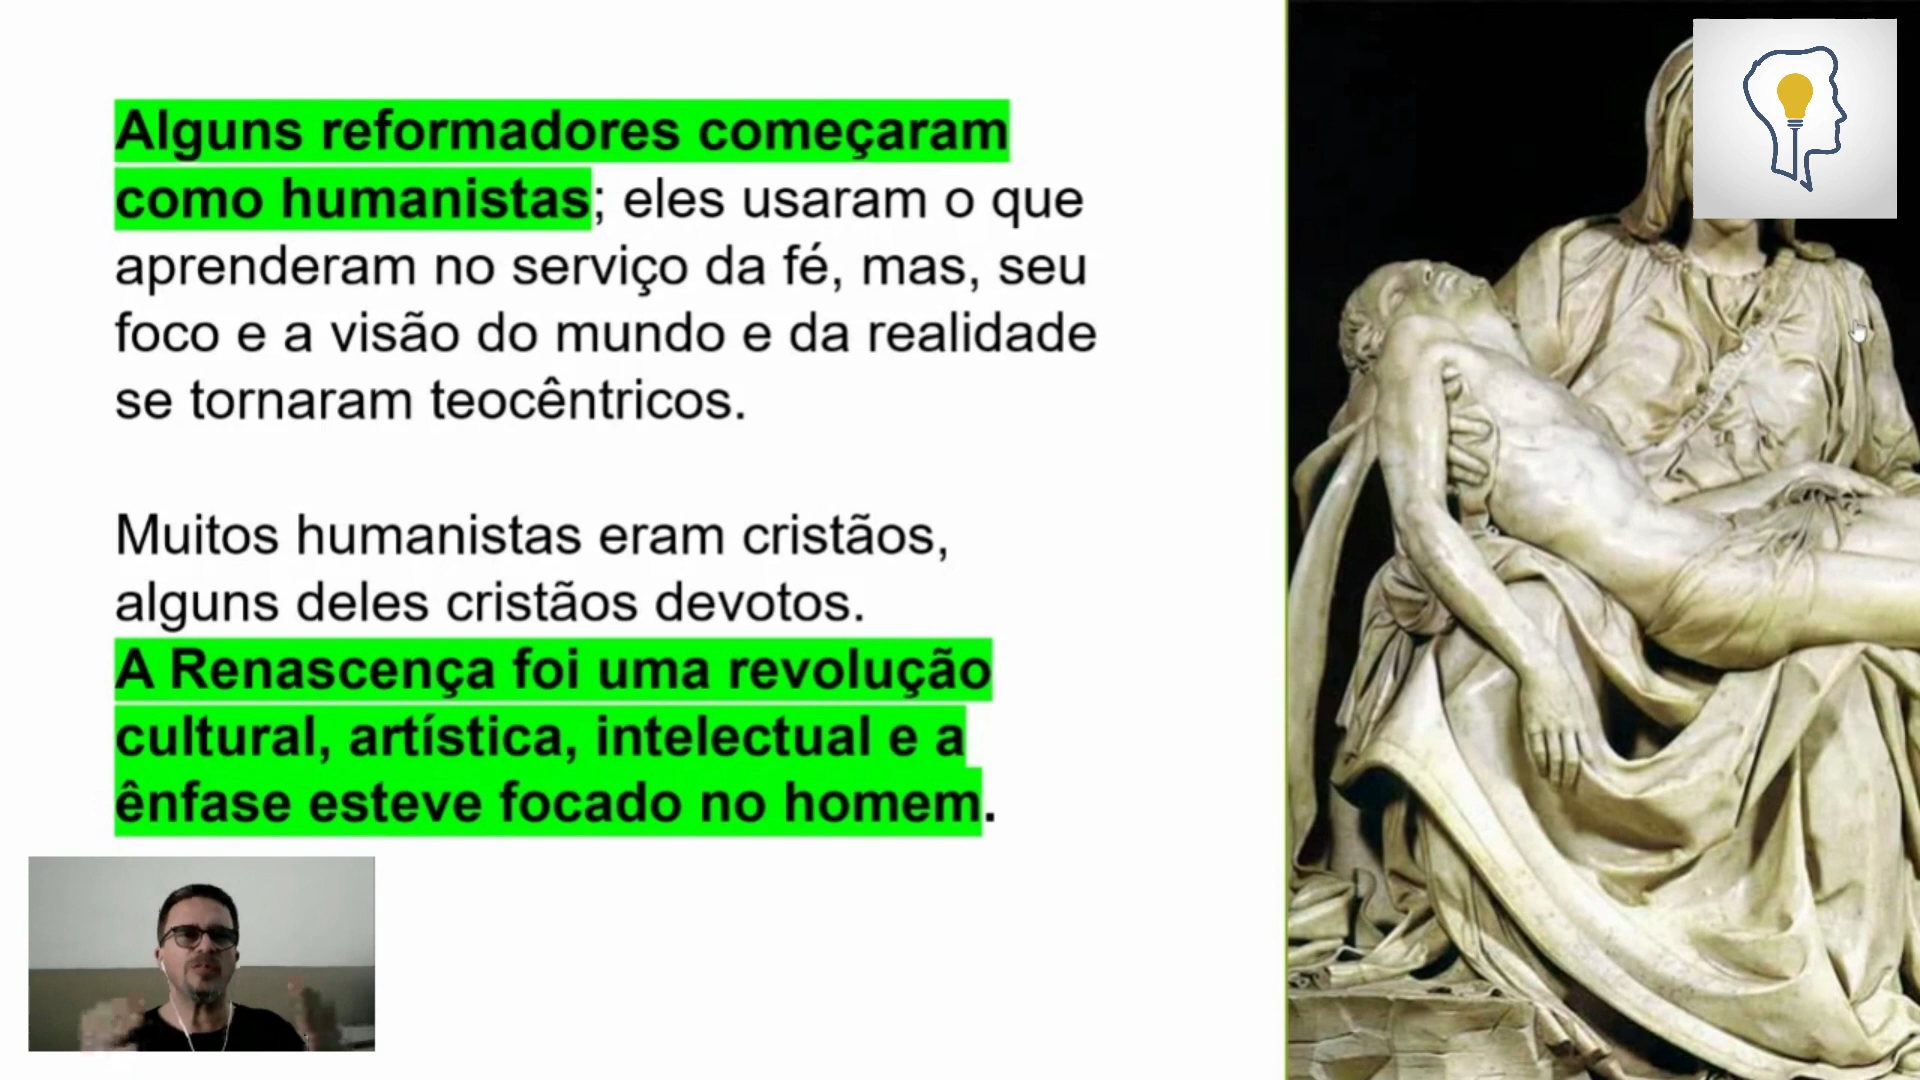 Alguns reformadores começaram
como humanistas; eles usaram o que
aprenderam no serviço da fé, mas, seu
foco e a visão do mundo e da realidade
se tornaram teocêntricos.
Muitos humanistas eram cristãos,
alguns deles cristãos devotos.
A Renascença foi uma revolução
cultural, artística, intelectual e a
ênfase esteve focado no homem.